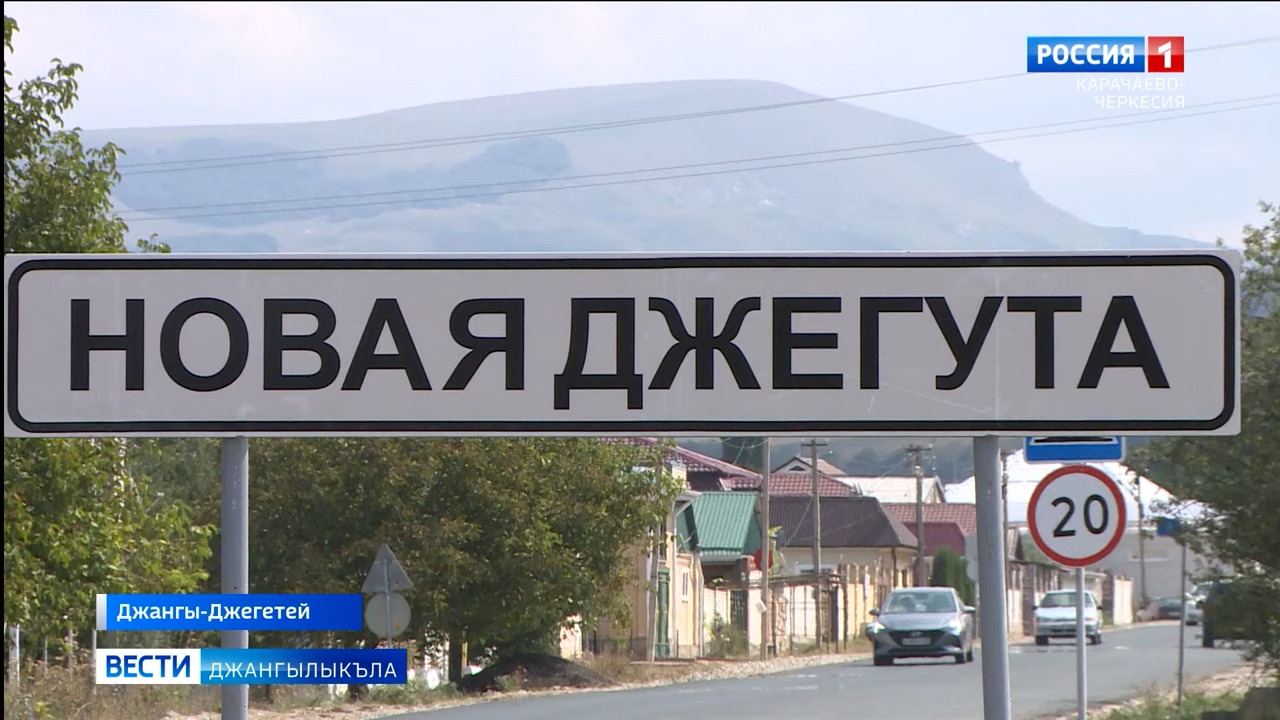 РОССИЯ 1
КАРАЧАЕВО-
ЧЕРКЕСИЯ
НОВАЯ ДЖЕГУТА
20
Джангы-Джегетей
ВЕСТИ ДЖАНГЫЛЫКЪЛА